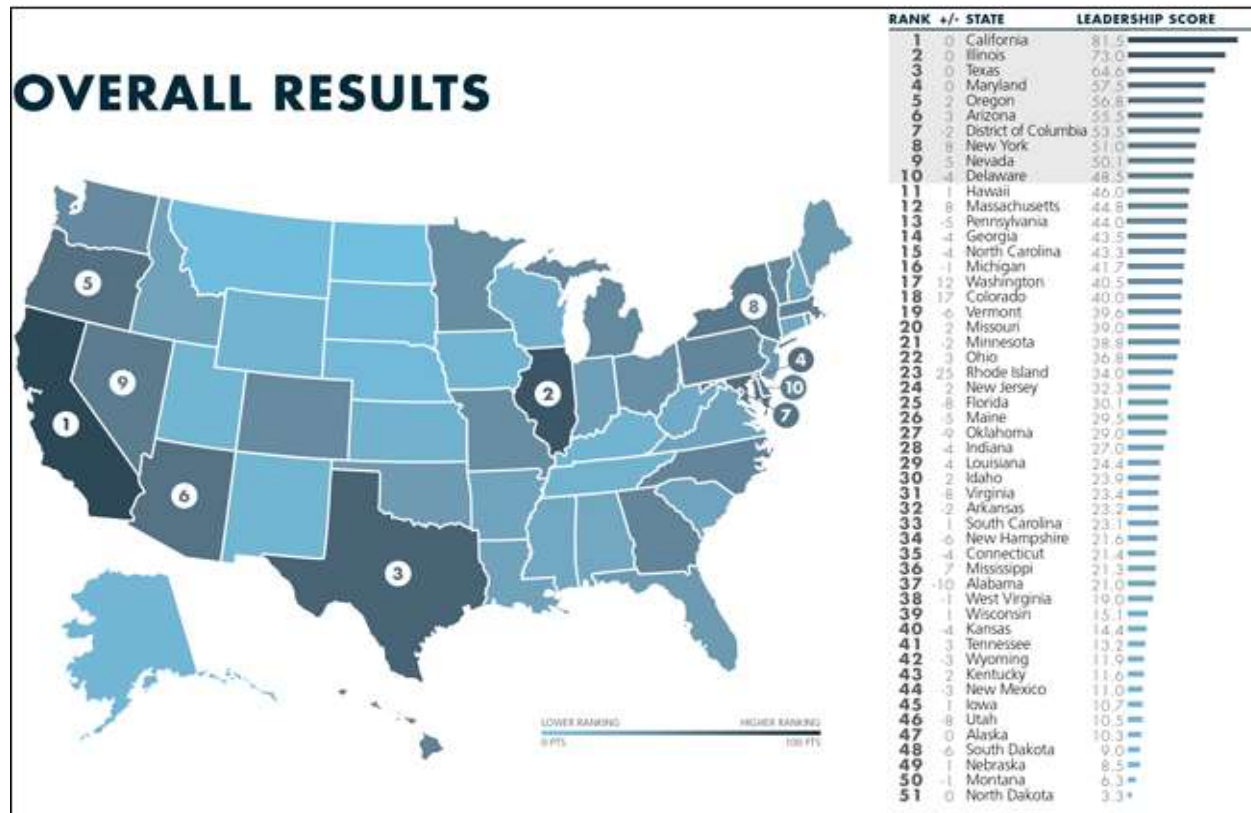 OVERALL RESULTS
5
9
1
6
3
2
8
4
10
7
LOWER RANKING HIGHER RANKING
0 PTS 100 PTS
RANK +/- STATE LEADERSHIP SCORE
1 0 California 81.5
2 0 Illinois 73.0
3 0 Texas 64.6
4 0 Maryland 57.5
5 2 Oregon 56.8
6 3 Arizona 55.5
7 -2 District of Columbia 53.5
8 8 New York 51.0
9 5 Nevada 50.1
10 -4 Delaware 48.5
11 1 Hawaii 46.0
12 8 Massachusetts 44.8
13 -5 Pennsylvania 44.0
14 -4 Georgia 43.5
15 -4 North Carolina 43.3
16 -1 Michigan 41.7
17 12 Washington 40.5
18 17 Colorado 40.0
19 -6 Vermont 39.6
20 2 Missouri 39.0
21 -2 Minnesota 38.8
22 3 Ohio 36.8
23 25 Rhode Island 34.0
24 2 New Jersey 32.3
25 -8 Florida 30.1
26 -5 Maine 29.5
27 -9 Oklahoma 29.0
28 -4 Indiana 27.0
29 4 Louisiana 24.4
30 2 Idaho 23.9
31 -8 Virginia 23.4
32 -2 Arkansas 23.2
33 1 South Carolina 23.1
34 -6 New Hampshire 21.6
35 -4 Connecticut 21.4
36 7 Mississippi 21.3
37 -10 Alabama 21.0
38 -1 West Virginia 19.0
39 1 Wisconsin 15.1
40 -4 Kansas 14.4
41 3 Tennessee 13.2
42 -3 Wyoming 11.9
43 2 Kentucky 11.6
44 -3 New Mexico 11.0
45 1 Iowa 10.7
46 -8 Utah 10.5
47 0 Alaska 10.3
48 -6 South Dakota 9.0
49 1 Nebraska 8.5
50 -1 Montana 6.3
51 0 North Dakota 3.3